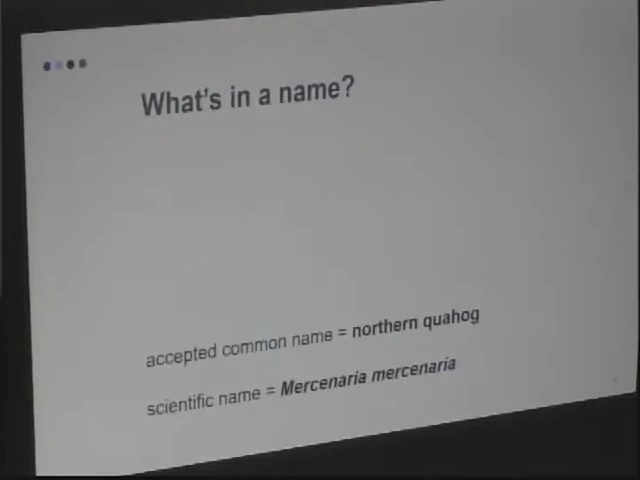 What's in a name?
accepted common name = northern quahog
scientific name = Mercenaria mercenaria